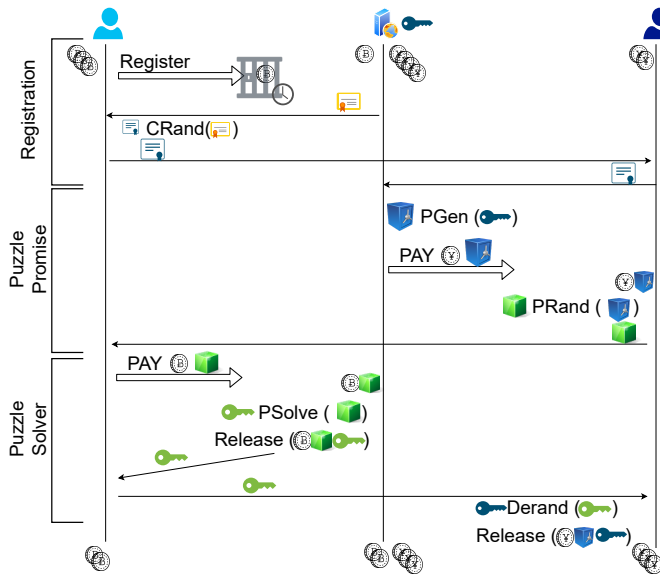 Registration
Register
CRand( )
PGen ( )
Puzzle
Promise
PAY
PRand ( )
Puzzle
Solver
PAY
PSolve ( )
Release ( )
Derand ( )
Release ( )